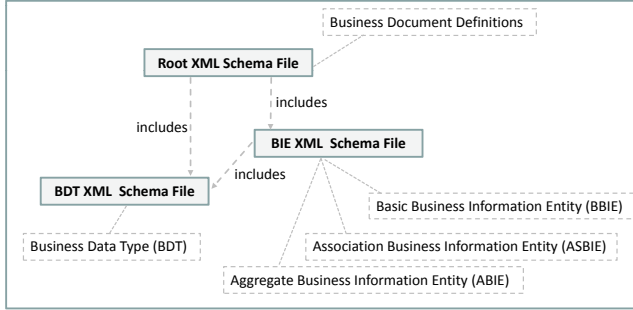 Business Document Definitions
Root XML Schema File
includes
includes
BIE XML  Schema File
includes
BDT XML  Schema File
Basic Business Information Entity (BBIE)
Business Data Type (BDT)
Association Business Information Entity (ASBIE)
Aggregate Business Information Entity (ABIE)